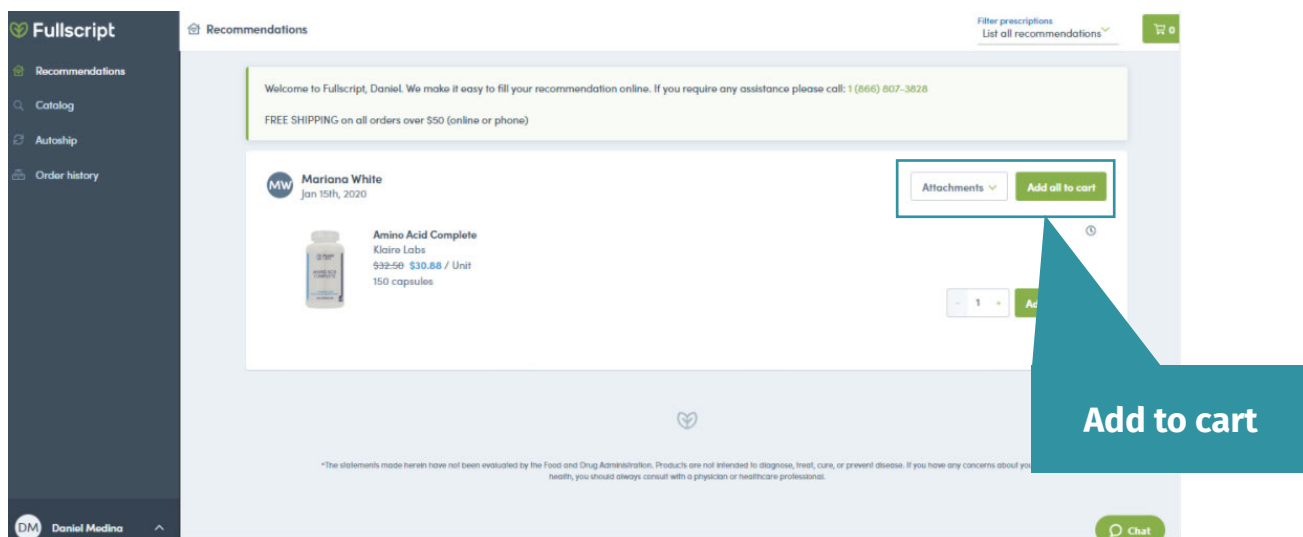 Fullscript
Recommendations
Catalog
Autoship
Order history
Daniel Medina
DM
Recommendations
Filter prescriptions
List all recommendations
0
Welcome to Fullscript, Daniel. We make it easy to fill your recommendation online. If you require any assistance please call: 1 (866) 807-3828
FREE SHIPPING on all orders over $50 (online or phone)
MW
Mariana White
Jan 15th, 2020
Attachments
Add all to cart
Amino Acid Complete
Klaire Labs
$32.50 $30.88 / Unit
150 capsules
- 1 +
Add to cart
*The statements made herein have not been evaluated by the Food and Drug Administration. Products are not intended to diagnose, treat, cure, or prevent disease. If you have any concerns about
health, you should always consult with a physician or healthcare professional.
Chat